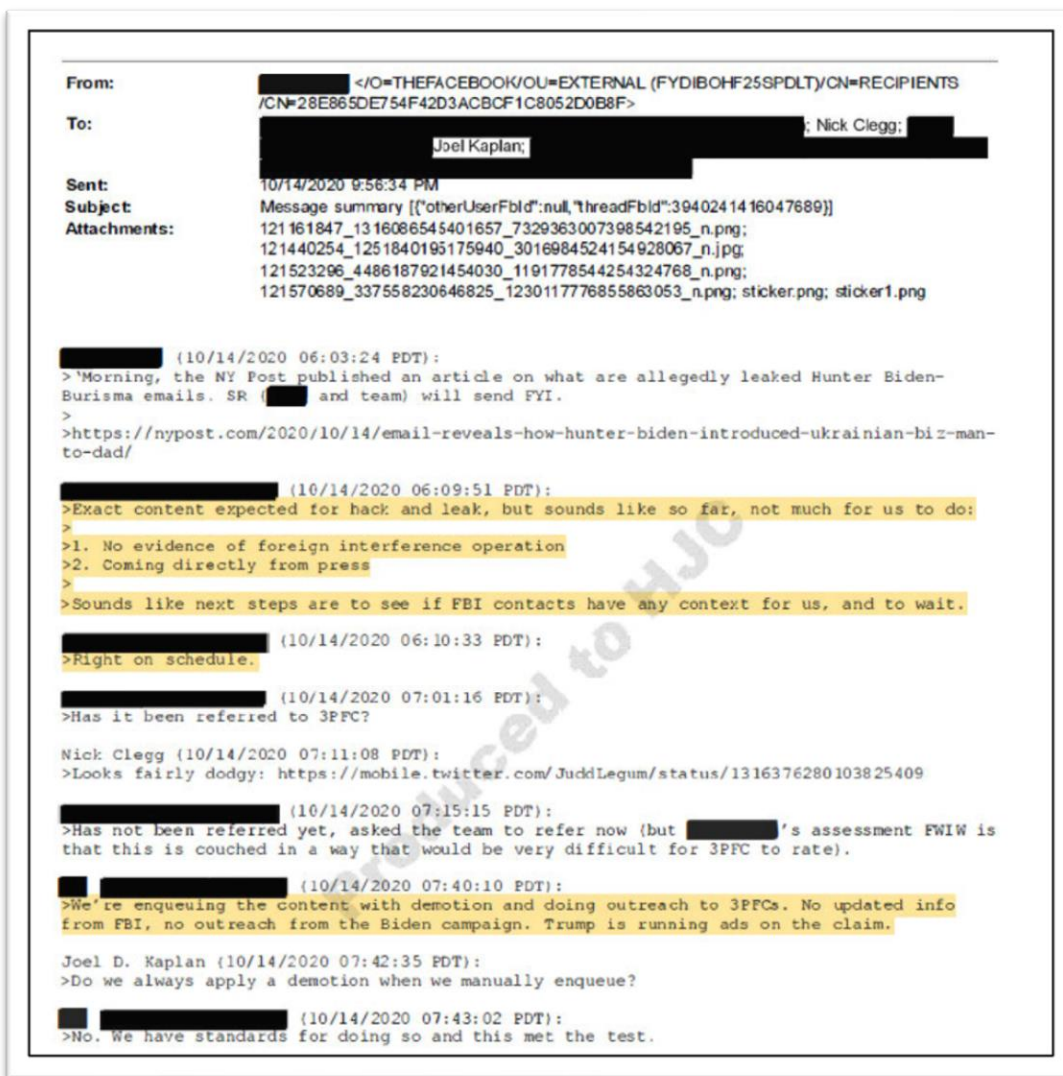 From: </O=THEFACEBOOK/OU=EXTERNAL (FYDIBOHF25SPDLT)/CN=RECIPIENTS
/CN=28E865DE754F42D3ACBCF1C8052D0B8F>
To: ; Nick Clegg;
Joel Kaplan;
Sent: 10/14/2020 9:56:34 PM
Subject: Message summary [{"otherUserFbId":null,"threadFbId":3940241416047689}]
Attachments: 121161847_1316086545401657_7329363007398542195_n.png;
121440254_1251840195175940_3016984524154928067_n.jpg;
121523296_4486187921454030_1191778544254324768_n.png;
121570689_337558230646825_1230117776855863053_n.png; sticker.png; sticker1.png
(10/14/2020 06:03:24 PDT):
>'Morning, the NY Post published an article on what are allegedly leaked Hunter Biden-
Burisma emails. SR ( and team) will send FYI.
>
>https://nypost.com/2020/10/14/email-reveals-how-hunter-biden-introduced-ukrainian-biz-man-
to-dad/
(10/14/2020 06:09:51 PDT):
>Exact content expected for hack and leak, but sounds like so far, not much for us to do:
>
>1. No evidence of foreign interference operation
>2. Coming directly from press
>
>Sounds like next steps are to see if FBI contacts have any context for us, and to wait.
(10/14/2020 06:10:33 PDT):
>Right on schedule.
(10/14/2020 07:01:16 PDT):
>Has it been referred to 3PFC?
Nick Clegg (10/14/2020 07:11:08 PDT):
>Looks fairly dodgy: https://mobile.twitter.com/JuddLegum/status/1316376280103825409
(10/14/2020 07:15:15 PDT):
>Has not been referred yet, asked the team to refer now (but 's assessment FWIW is
that this is couched in a way that would be very difficult for 3PFC to rate).
(10/14/2020 07:40:10 PDT):
>We're enqueuing the content with demotion and doing outreach to 3PFCs. No updated info
from FBI, no outreach from the Biden campaign. Trump is running ads on the claim.
Joel D. Kaplan (10/14/2020 07:42:35 PDT):
>Do we always apply a demotion when we manually enqueue?
(10/14/2020 07:43:02 PDT):
>No. We have standards for doing so and this met the test.
Produced to HJC